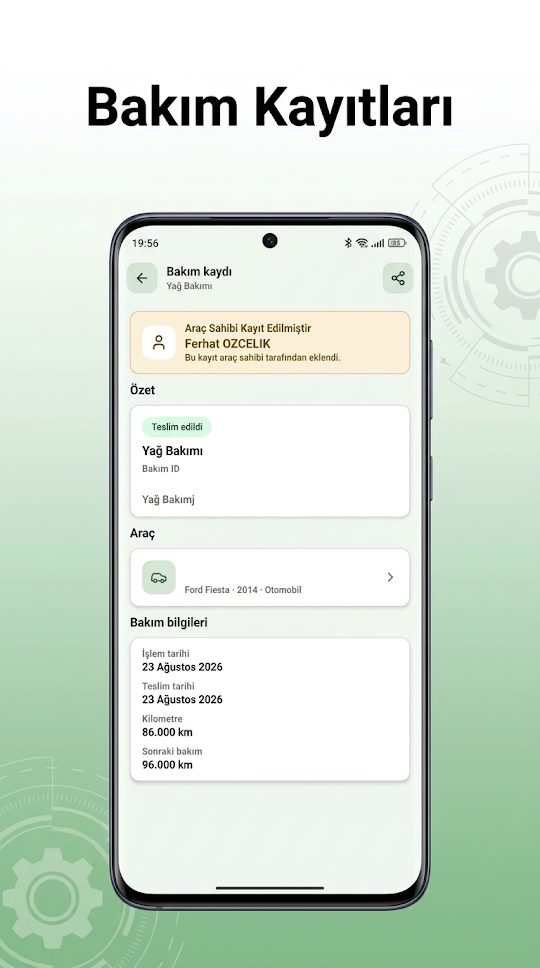 Bakım Kayıtları
19:56
Bakım kaydı
Yağ Bakımı
Araç Sahibi Kayıt Edilmiştir
Ferhat OZCELIK
Bu kayıt araç sahibi tarafından eklendi.
Özet
Teslim edildi
Yağ Bakımı
Bakım ID
Yağ Bakımj
Araç
Ford Fiesta · 2014 · Otomobil
Bakım bilgileri
İşlem tarihi
23 Ağustos 2026
Teslim tarihi
23 Ağustos 2026
Kilometre
86.000 km
Sonraki bakım
96.000 km